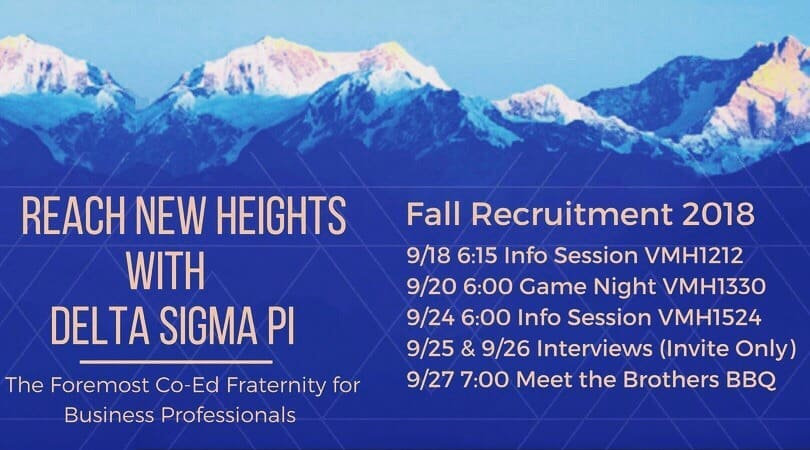 REACH NEW HEIGHTS
WITH
DELTA SIGMA PI
The Foremost Co-Ed Fraternity for
Business Professionals
Fall Recruitment 2018
9/18 6:15 Info Session VMH1212
9/20 6:00 Game Night VMH1330
9/24 6:00 Info Session VMH1524
9/25 & 9/26 Interviews (Invite Only)
9/27 7:00 Meet the Brothers BBQ